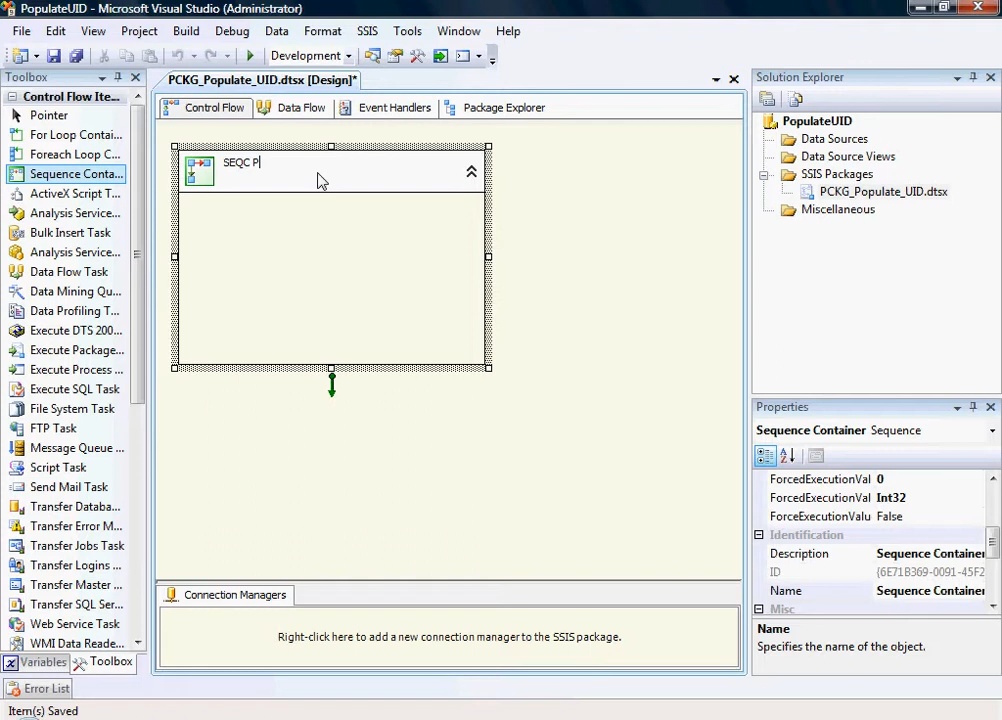 PopulateUID - Microsoft Visual Studio (Administrator)
File Edit View Project Build Debug Data Format SSIS Tools Window Help
Development
Toolbox
Control Flow Ite...
Pointer
For Loop Contai...
Foreach Loop C...
Sequence Conta...
ActiveX Script T...
Analysis Service...
Bulk Insert Task
Analysis Service...
Data Flow Task
Data Mining Qu...
Data Profiling T...
Execute DTS 200...
Execute Package...
Execute Process ...
Execute SQL Task
File System Task
FTP Task
Message Queue ...
Script Task
Send Mail Task
Transfer Databa...
Transfer Error M...
Transfer Jobs Task
Transfer Logins ...
Transfer Master ...
Transfer SQL Ser...
Web Service Task
WMI Data Reade...
Variables Toolbox
Error List
Item(s) Saved
PCKG_Populate_UID.dtsx [Design]*
Control Flow Data Flow Event Handlers Package Explorer
SEQC P
Connection Managers
Right-click here to add a new connection manager to the SSIS package.
Solution Explorer
PopulateUID
Data Sources
Data Source Views
SSIS Packages
PCKG_Populate_UID.dtsx
Miscellaneous
Properties
Sequence Container Sequence
ForcedExecutionVal 0
ForcedExecutionVal Int32
ForceExecutionValu False
Identification
Description Sequence Container
ID {6E71B369-0091-45F2
Name Sequence Container
Misc
Name
Specifies the name of the object.